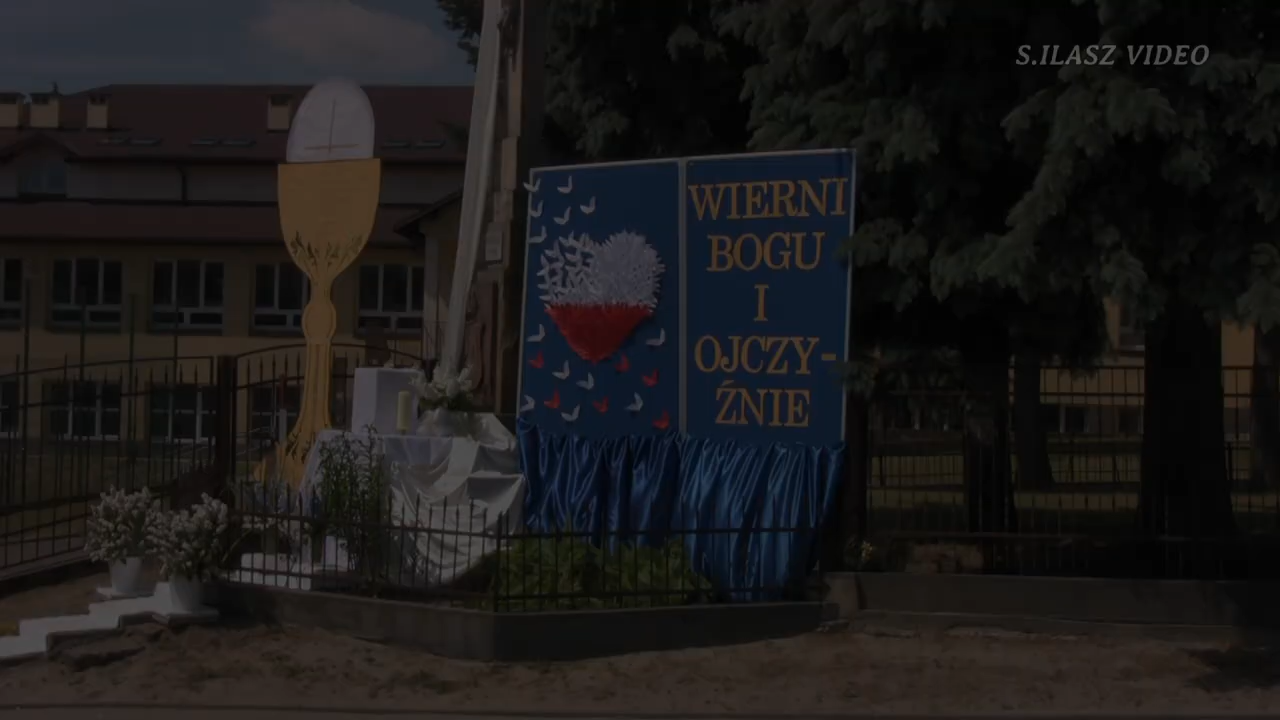 S.ILASZ VIDEO
WIERNI
BOGU
I
OJCZY-
ŹNIE